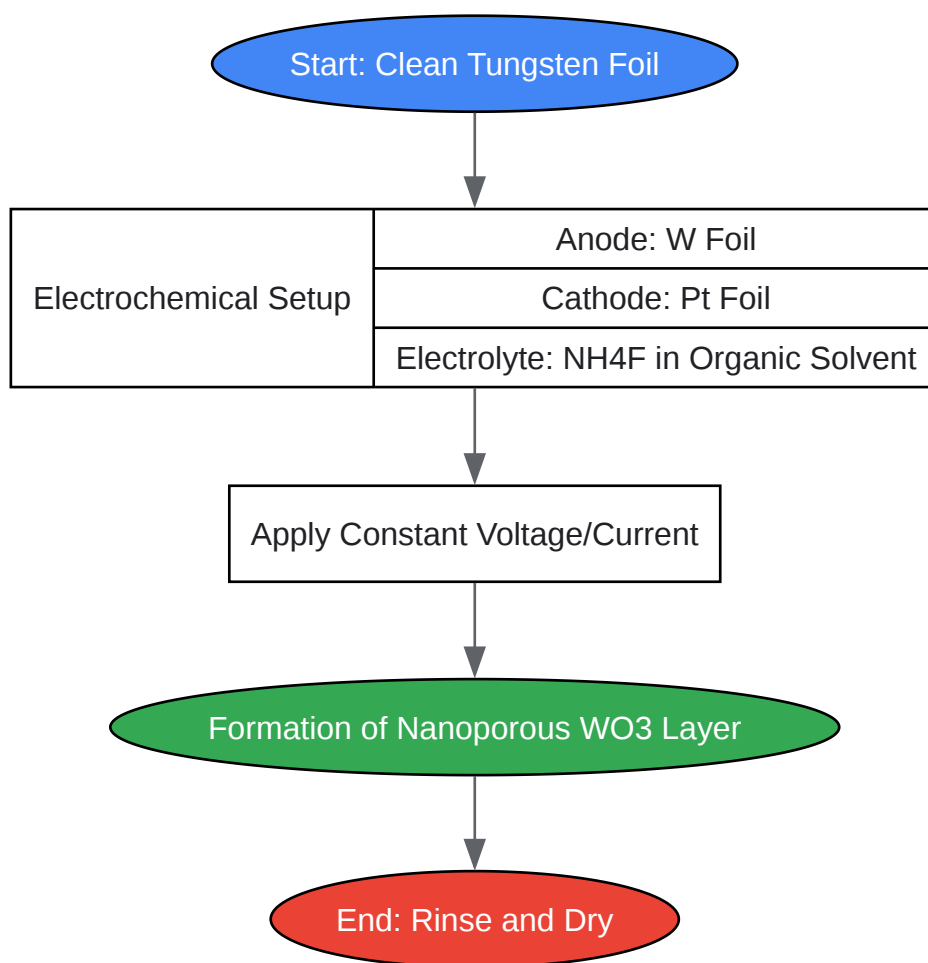 Start: Clean Tungsten Foil
Electrochemical Setup
Anode: W Foil
Cathode: Pt Foil
Electrolyte: NH4F in Organic Solvent
Apply Constant Voltage/Current
Formation of Nanoporous WO3 Layer
End: Rinse and Dry